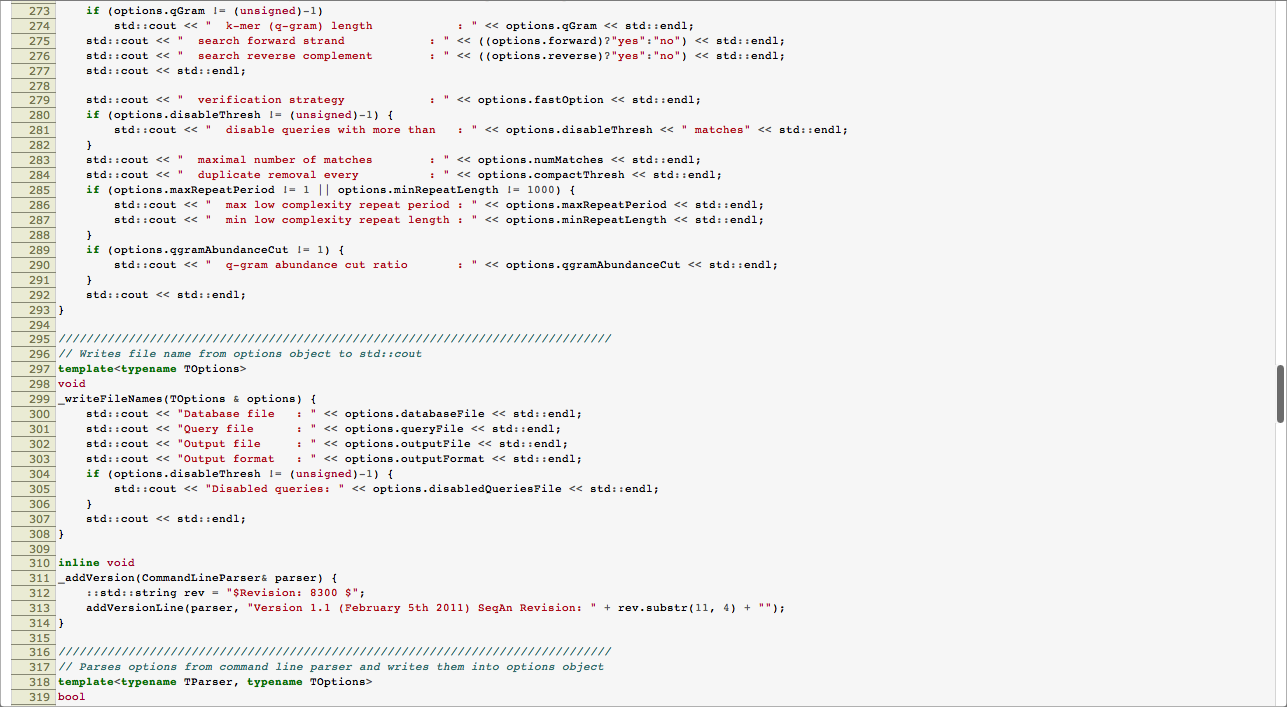 273 if (options.qGram != (unsigned)-1)
274 std::cout << "  k-mer (q-gram) length            : " << options.qGram << std::endl;
275 std::cout << "  search forward strand            : " << ((options.forward)?"yes":"no") << std::endl;
276 std::cout << "  search reverse complement        : " << ((options.reverse)?"yes":"no") << std::endl;
277 std::cout << std::endl;
278
279 std::cout << "  verification strategy            : " << options.fastOption << std::endl;
280 if (options.disableThresh != (unsigned)-1) {
281 std::cout << "  disable queries with more than   : " << options.disableThresh << " matches" << std::endl;
282 }
283 std::cout << "  maximal number of matches        : " << options.numMatches << std::endl;
284 std::cout << "  duplicate removal every          : " << options.compactThresh << std::endl;
285 if (options.maxRepeatPeriod != 1 || options.minRepeatLength != 1000) {
286 std::cout << "  max low complexity repeat period : " << options.maxRepeatPeriod << std::endl;
287 std::cout << "  min low complexity repeat length : " << options.minRepeatLength << std::endl;
288 }
289 if (options.qgramAbundanceCut != 1) {
290 std::cout << "  q-gram abundance cut ratio       : " << options.qgramAbundanceCut << std::endl;
291 }
292 std::cout << std::endl;
293 }
294
295 ///////////////////////////////////////////////////////////////////////////////
296 // Writes file name from options object to std::cout
297 template<typename TOptions>
298 void
299 _writeFileNames(TOptions & options) {
300 std::cout << "Database file   : " << options.databaseFile << std::endl;
301 std::cout << "Query file      : " << options.queryFile << std::endl;
302 std::cout << "Output file     : " << options.outputFile << std::endl;
303 std::cout << "Output format   : " << options.outputFormat << std::endl;
304 if (options.disableThresh != (unsigned)-1) {
305 std::cout << "Disabled queries: " << options.disabledQueriesFile << std::endl;
306 }
307 std::cout << std::endl;
308 }
309
310 inline void
311 _addVersion(CommandLineParser& parser) {
312 ::std::string rev = "$Revision: 8300 $";
313 addVersionLine(parser, "Version 1.1 (February 5th 2011) SeqAn Revision: " + rev.substr(11, 4) + "");
314 }
315
316 ///////////////////////////////////////////////////////////////////////////////
317 // Parses options from command line parser and writes them into options object
318 template<typename TParser, typename TOptions>
319 bool